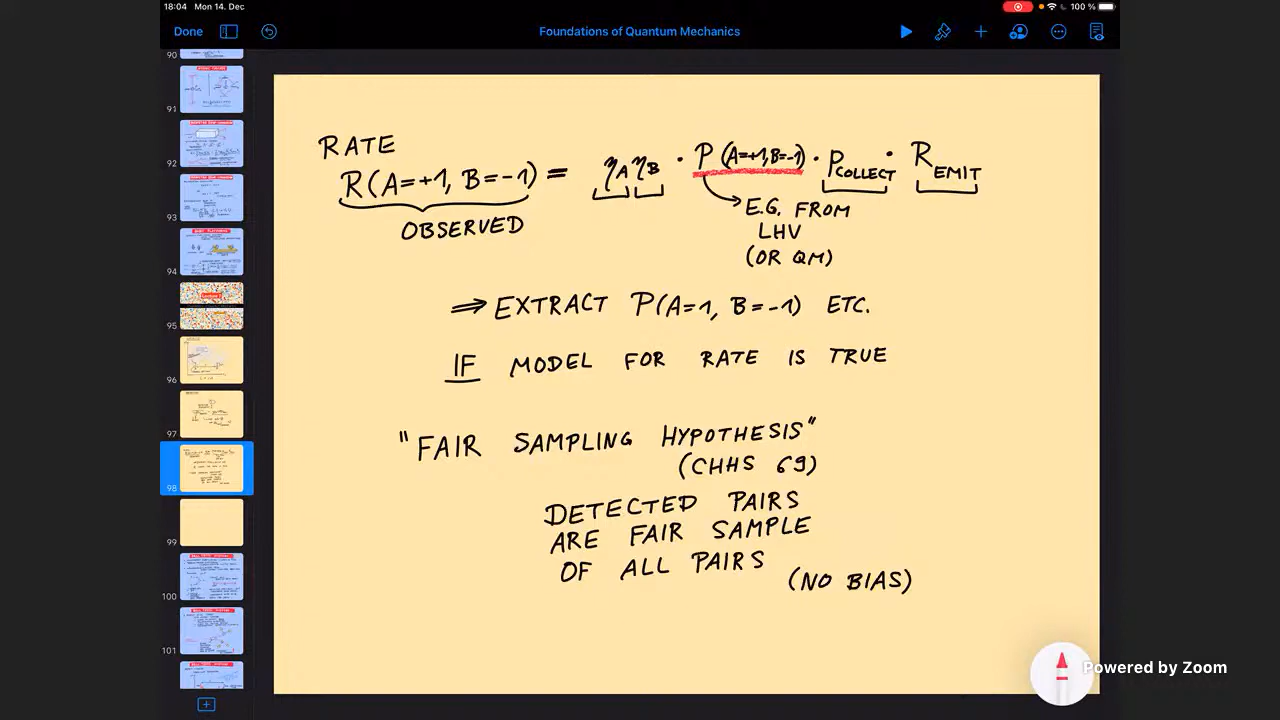 18:04 Mon 14. Dec
100 %
Done
Foundations of Quantum Mechanics
90
91
92
93
94
95
96
97
98
99
100
101
RATE
R(A=+1, B=-1) = ηA ηB · P(A=+1, B=-1) · PCOLLECT · REMIT
OBSERVED
E.G. FROM
LHV
(OR QM)
⇒ EXTRACT P(A=1, B=-1) ETC.
IF MODEL FOR RATE IS TRUE
"FAIR SAMPLING HYPOTHESIS"
(CHHS 69)
DETECTED PAIRS
ARE FAIR SAMPLE
OF ALL PAIRS
(NO BIAS)
Powered by Zoom